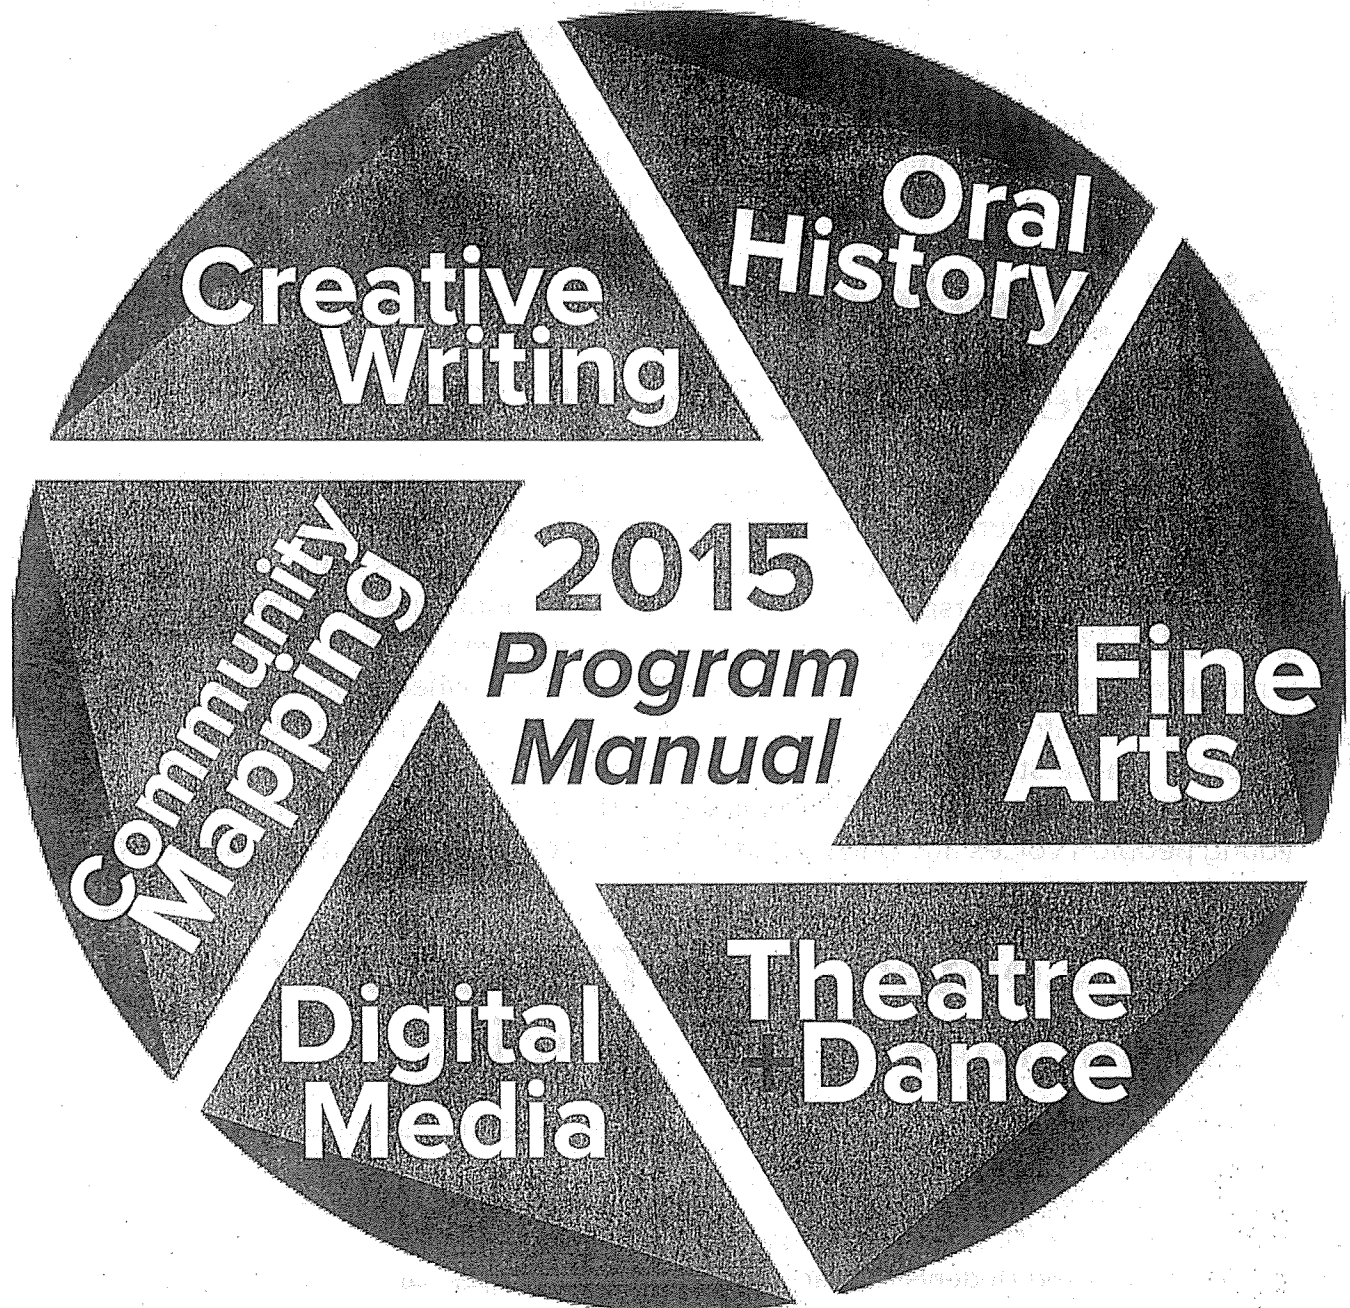 Oral
History
Creative
Writing
2015
Program
Manual
Community
Mapping
Fine
Arts
Theatre
+Dance
Digital
Media